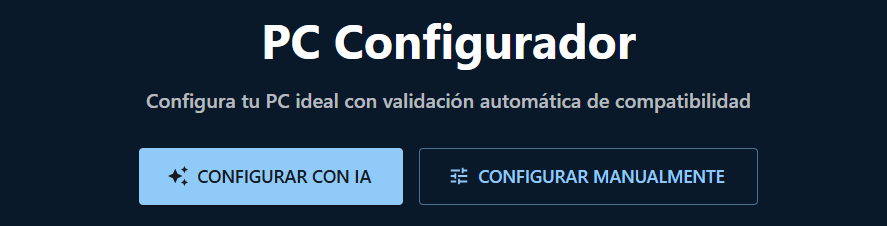 PC Configurador
Configura tu PC ideal con validación automática de compatibilidad
CONFIGURAR CON IA
CONFIGURAR MANUALMENTE